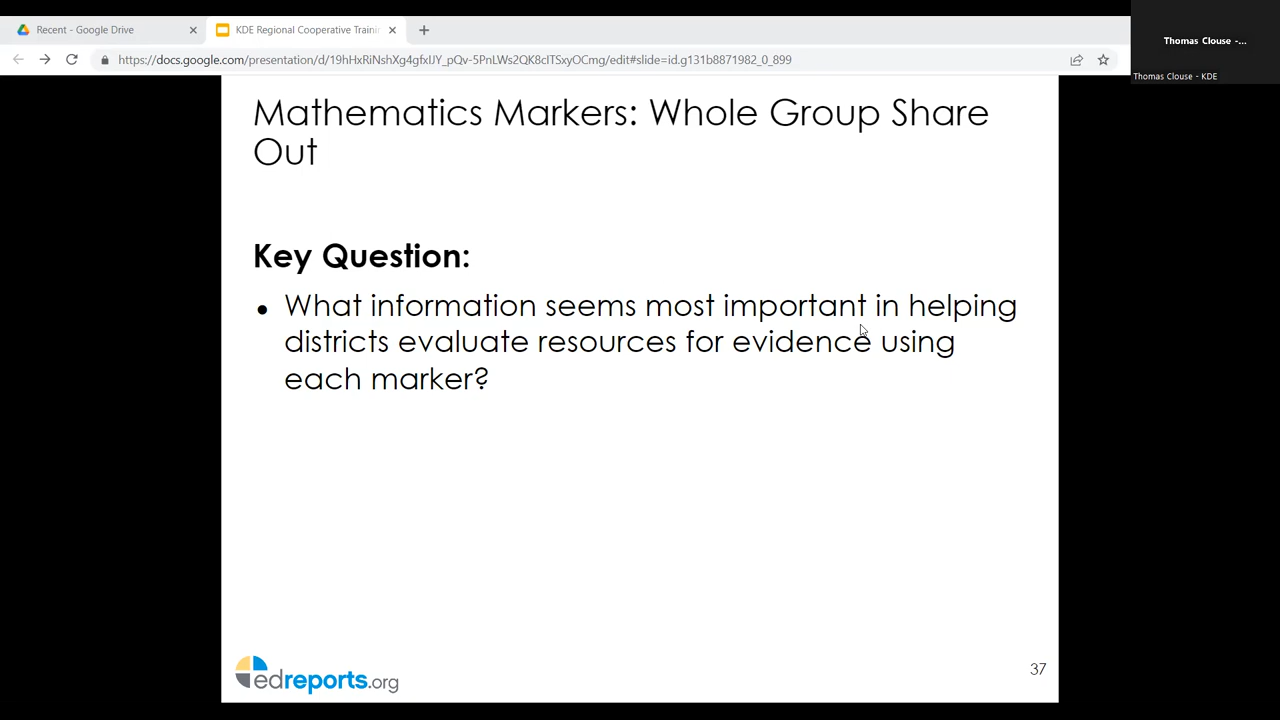 Recent - Google Drive
KDE Regional Cooperative Trainin
https://docs.google.com/presentation/d/19hHxRiNshXg4gfxIJY_pQv-5PnLWs2QK8cITSxyOCmg/edit#slide=id.g131b8871982_0_899
Thomas Clouse -...
Thomas Clouse - KDE
Mathematics Markers: Whole Group Share
Out
Key Question:
● What information seems most important in helping
districts evaluate resources for evidence using
each marker?
edreports.org
37